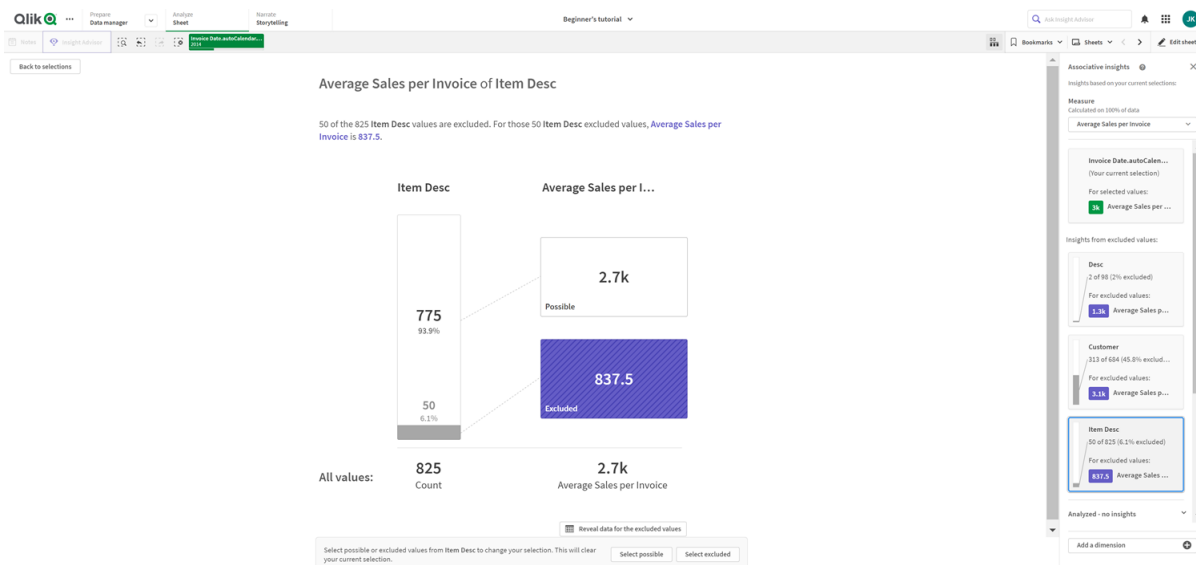 Qlik
Prepare
Data manager
Analyze
Sheet
Narrate
Storytelling
Beginner's tutorial
Ask Insight Advisor
JK
Notes
Insight Advisor
Invoice Date.autoCalendar....
2014
Bookmarks
Sheets
Edit sheet
Back to selections
Average Sales per Invoice of Item Desc
50 of the 825 Item Desc values are excluded. For those 50 Item Desc excluded values, Average Sales per
Invoice is 837.5.
Item Desc
Average Sales per I...
775
93.9%
50
6.1%
2.7k
Possible
837.5
Excluded
All values:
825
Count
2.7k
Average Sales per Invoice
Reveal data for the excluded values
Select possible or excluded values from Item Desc to change your selection. This will clear
your current selection.
Select possible
Select excluded
Associative insights
Insights based on your current selections:
Measure
Calculated on 100% of data
Average Sales per Invoice
Invoice Date.autoCalen...
(Your current selection)
For selected values:
3k Average Sales per ...
Insights from excluded values:
Desc
2 of 98 (2% excluded)
For excluded values:
1.3k Average Sales p...
Customer
313 of 684 (45.8% exclud...
For excluded values:
3.1k Average Sales p...
Item Desc
50 of 825 (6.1% excluded)
For excluded values:
837.5 Average Sales ...
Analyzed - no insights
Add a dimension